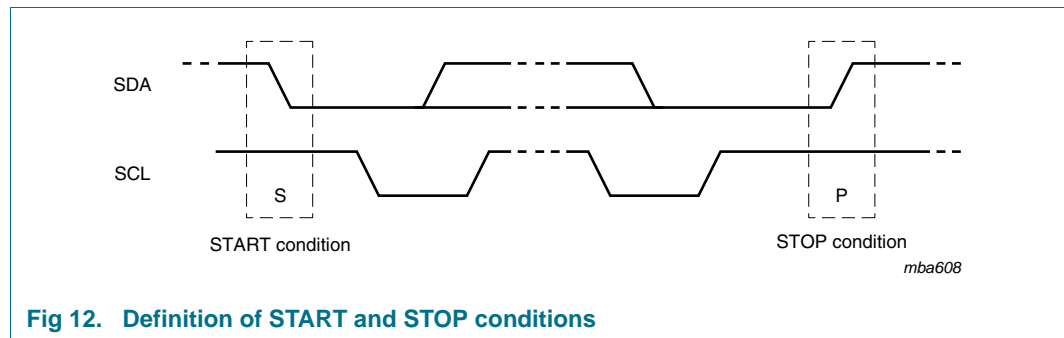 SDA
SCL
S
P
START condition
STOP condition
mba608
Fig 12. Definition of START and STOP conditions